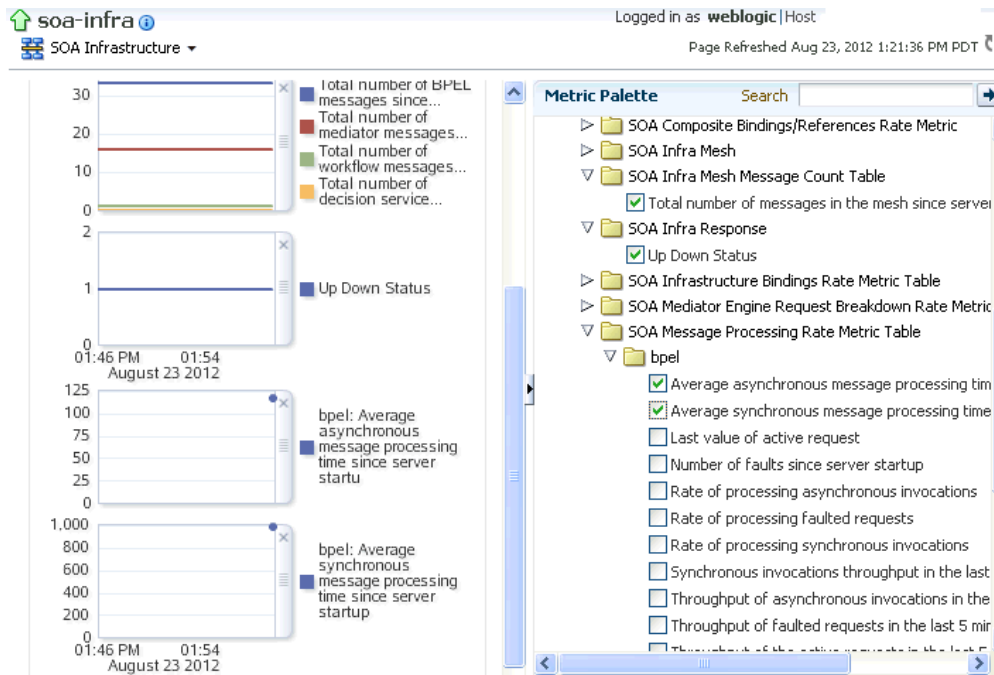 soa-infra
Logged in as weblogic|Host
SOA Infrastructure
Page Refreshed Aug 23, 2012 1:21:36 PM PDT
30
20
10
0
Total number of BPEL
messages since...
Total number of
mediator messages...
Total number of
workflow messages...
Total number of
decision service...
2
1
0
Up Down Status
01:46 PM 01:54
August 23 2012
125
100
75
50
25
0
bpel: Average
asynchronous
message processing
time since server
startu
1,000
800
600
400
200
0
bpel: Average
synchronous
message processing
time since server
startup
01:46 PM 01:54
August 23 2012
Metric Palette
Search
SOA Composite Bindings/References Rate Metric
SOA Infra Mesh
SOA Infra Mesh Message Count Table
Total number of messages in the mesh since server
SOA Infra Response
Up Down Status
SOA Infrastructure Bindings Rate Metric Table
SOA Mediator Engine Request Breakdown Rate Metric
SOA Message Processing Rate Metric Table
bpel
Average asynchronous message processing tim
Average synchronous message processing time
Last value of active request
Number of faults since server startup
Rate of processing asynchronous invocations
Rate of processing faulted requests
Rate of processing synchronous invocations
Synchronous invocations throughput in the last
Throughput of asynchronous invocations in the
Throughput of faulted requests in the last 5 mir
Throughput of the active requests in the last 5